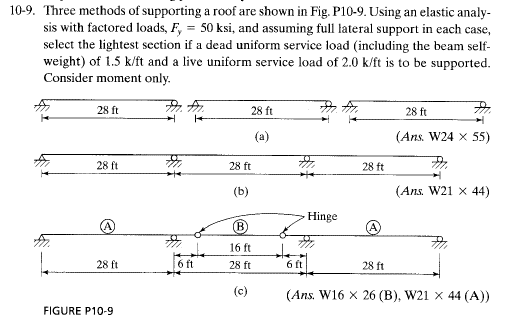 10-9. Three methods of supporting a roof are shown in Fig. P10-9. Using an elastic analy-
sis with factored loads, Fy = 50 ksi, and assuming full lateral support in each case,
select the lightest section if a dead uniform service load (including the beam self-
weight) of 1.5 k/ft and a live uniform service load of 2.0 k/ft is to be supported.
Consider moment only.
28 ft 28 ft 28 ft
(a) (Ans. W24 × 55)
28 ft 28 ft 28 ft
(b) (Ans. W21 × 44)
Hinge
A B A
16 ft
28 ft 6 ft 28 ft 6 ft 28 ft
(c) (Ans. W16 × 26 (B), W21 × 44 (A))
FIGURE P10-9